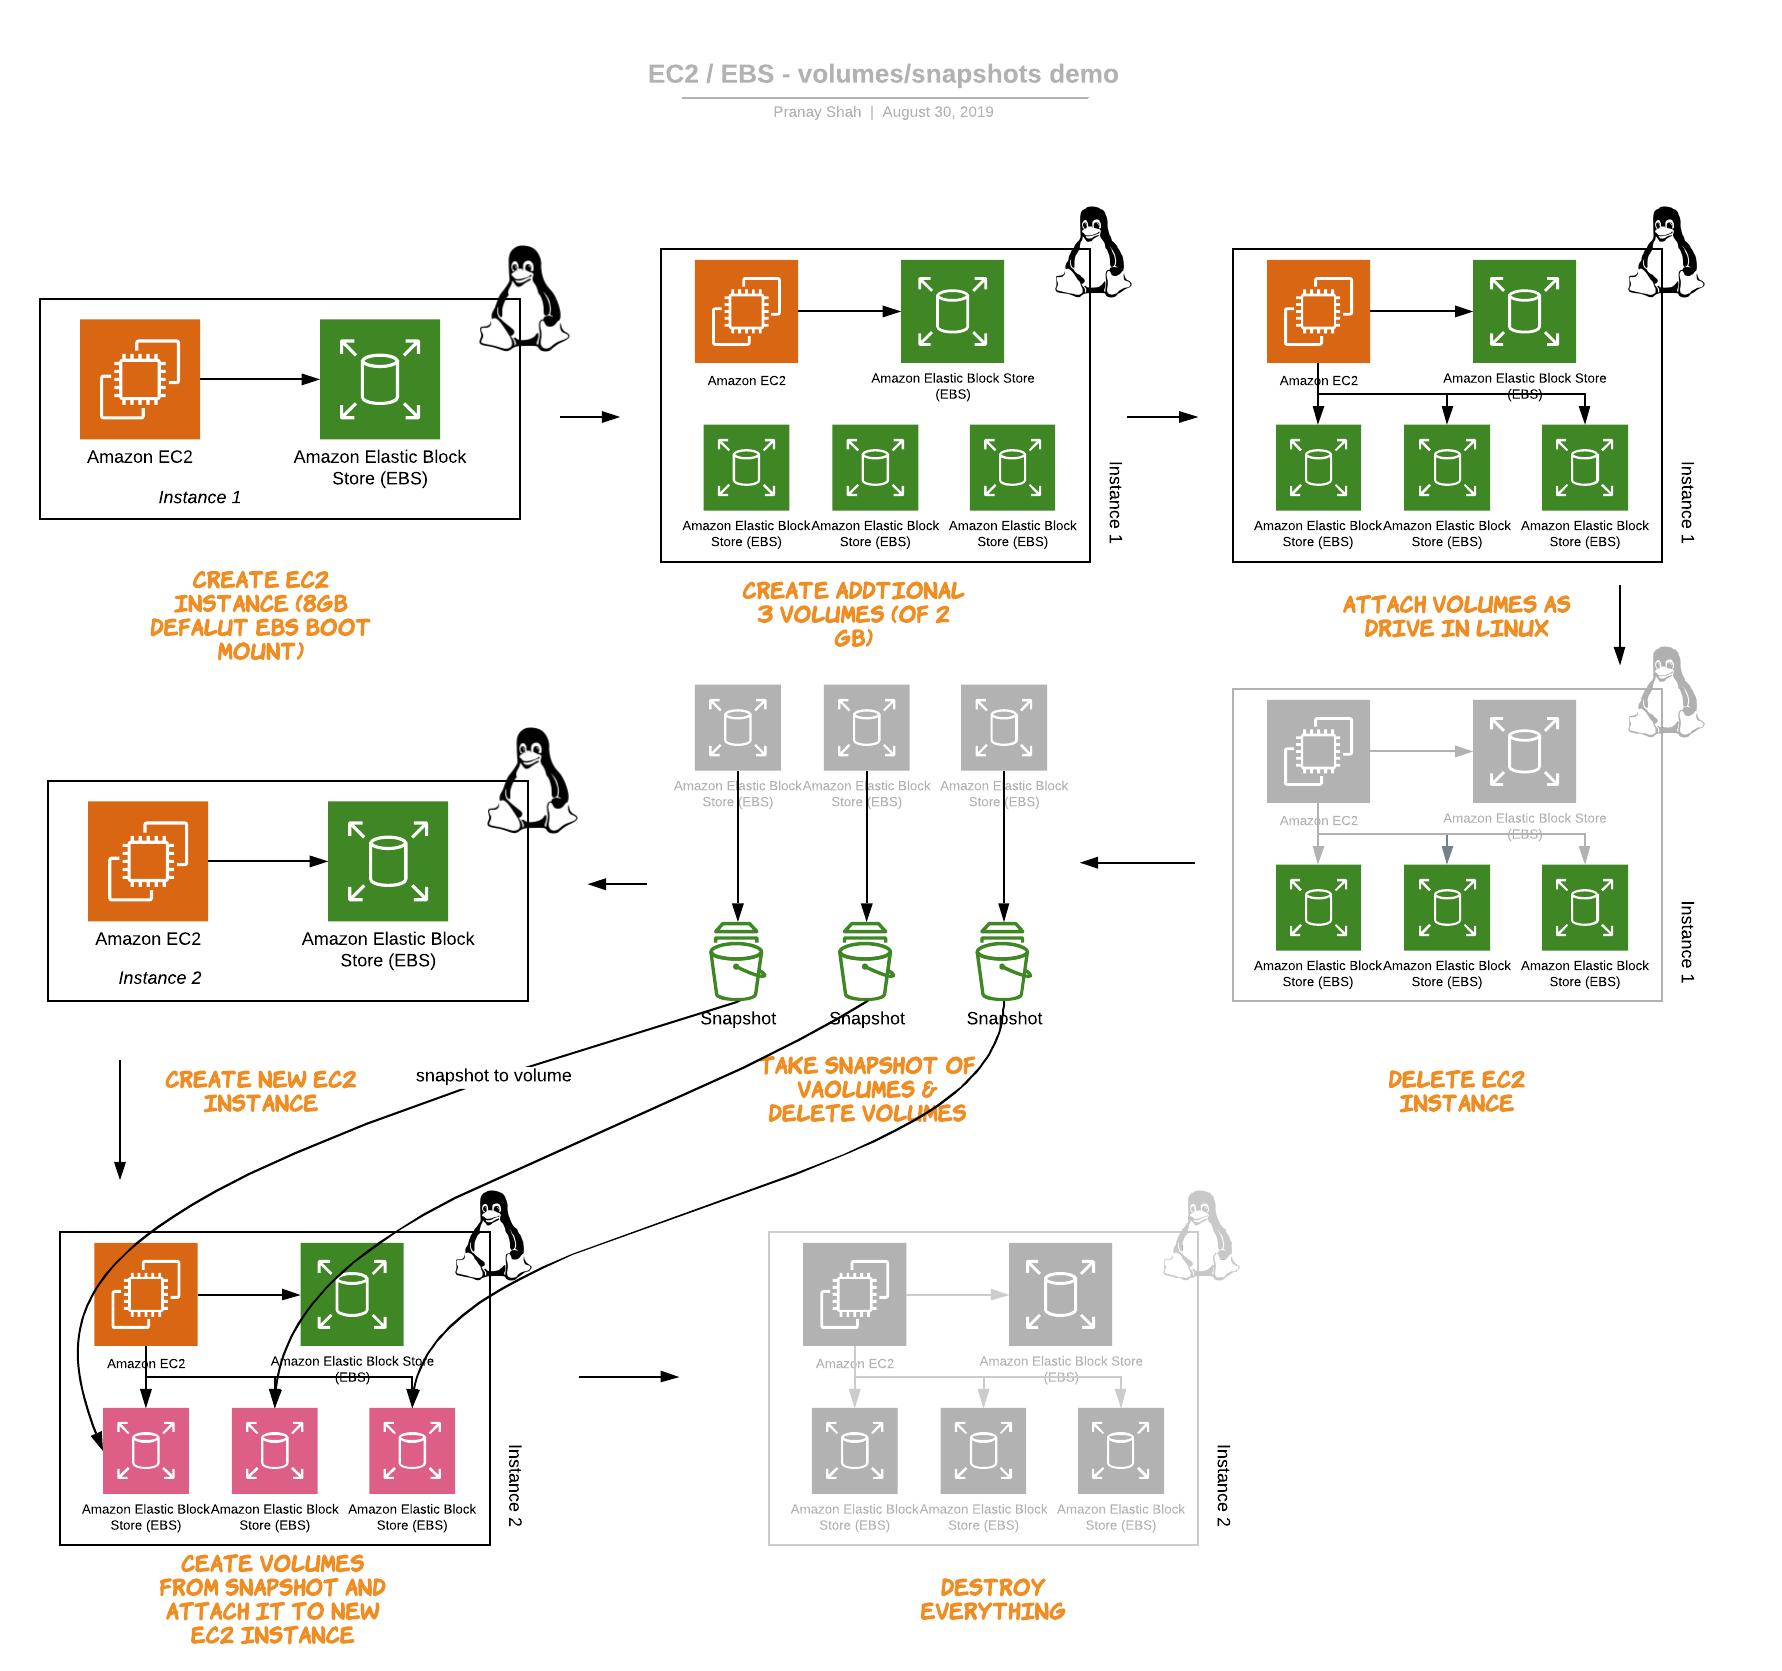 EC2 / EBS - volumes/snapshots demo
Pranay Shah | August 30, 2019
Amazon EC2
Amazon Elastic Block
Store (EBS)
Instance 1
CREATE EC2
INSTANCE (8GB
DEFALUT EBS BOOT
MOUNT)
Amazon EC2
Amazon Elastic Block Store
(EBS)
Amazon Elastic Block
Store (EBS)
Amazon Elastic Block
Store (EBS)
Amazon Elastic Block
Store (EBS)
Instance 1
CREATE ADDTIONAL
3 VOLUMES (OF 2
GB)
Amazon EC2
Amazon Elastic Block Store
(EBS)
Amazon Elastic Block
Store (EBS)
Amazon Elastic Block
Store (EBS)
Amazon Elastic Block
Store (EBS)
Instance 1
ATTACH VOLUMES AS
DRIVE IN LINUX
Amazon EC2
Amazon Elastic Block Store
(EBS)
Amazon Elastic Block
Store (EBS)
Amazon Elastic Block
Store (EBS)
Amazon Elastic Block
Store (EBS)
Instance 1
DELETE EC2
INSTANCE
Amazon Elastic Block
Store (EBS)
Amazon Elastic Block
Store (EBS)
Amazon Elastic Block
Store (EBS)
Snapshot
Snapshot
Snapshot
TAKE SNAPSHOT OF
VAOLUMES &
DELETE VOLUMES
Amazon EC2
Amazon Elastic Block
Store (EBS)
Instance 2
CREATE NEW EC2
INSTANCE
snapshot to volume
Amazon EC2
Amazon Elastic Block Store
(EBS)
Amazon Elastic Block
Store (EBS)
Amazon Elastic Block
Store (EBS)
Amazon Elastic Block
Store (EBS)
Instance 2
CEATE VOLUMES
FROM SNAPSHOT AND
ATTACH IT TO NEW
EC2 INSTANCE
Amazon EC2
Amazon Elastic Block Store
(EBS)
Amazon Elastic Block
Store (EBS)
Amazon Elastic Block
Store (EBS)
Amazon Elastic Block
Store (EBS)
Instance 2
DESTROY
EVERYTHING